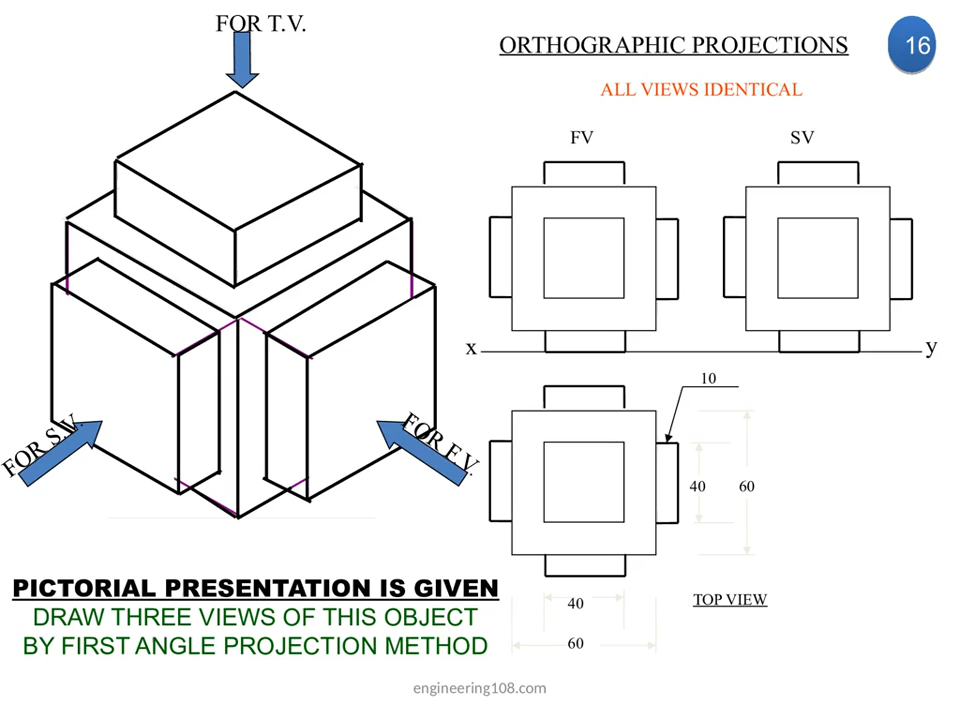 FOR T.V.
ORTHOGRAPHIC PROJECTIONS
16
ALL VIEWS IDENTICAL
FV
SV
x
y
10
FOR S.V.
FOR F.V.
40
60
PICTORIAL PRESENTATION IS GIVEN
DRAW THREE VIEWS OF THIS OBJECT
BY FIRST ANGLE PROJECTION METHOD
40
TOP VIEW
60
engineering108.com